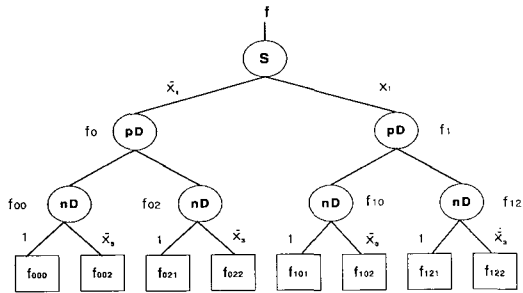 f
S
x̄₁ x₁
f₀ pD pD f₁
f₀₀ nD f₀₂ nD nD f₁₀ nD f₁₂
1 x̄₃ 1 x̄₃ 1 x̄₃ 1 x̄₃
f₀₀₀ f₀₀₂ f₀₂₁ f₀₂₂ f₁₀₁ f₁₀₂ f₁₂₁ f₁₂₂